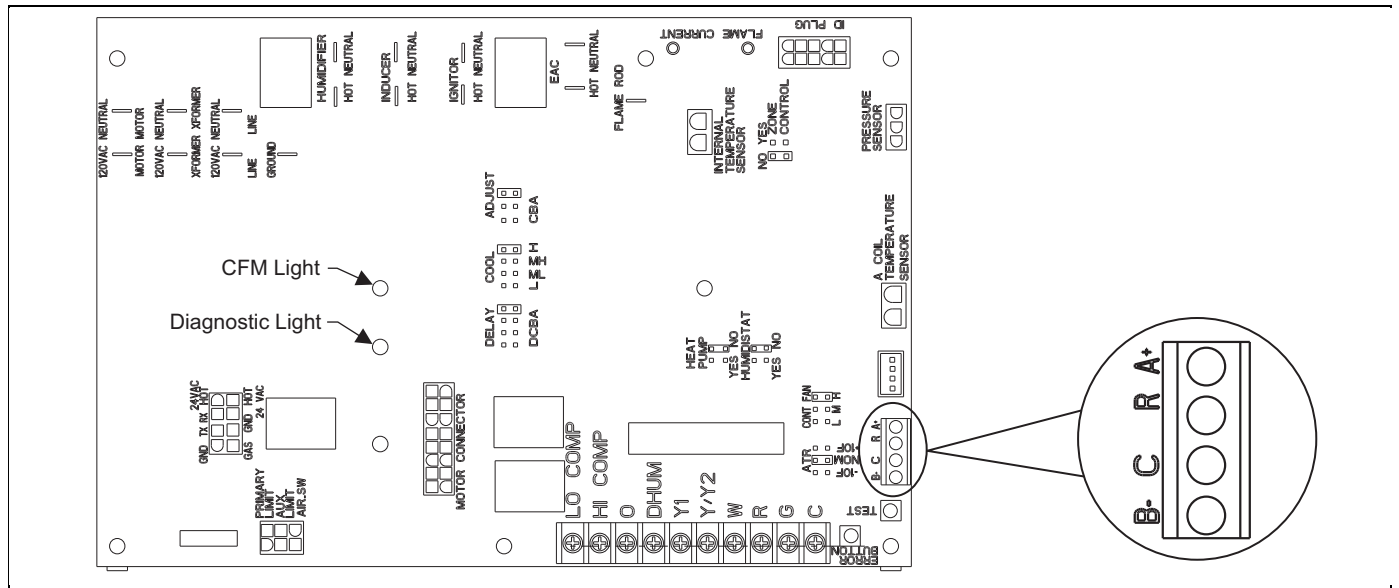 HUMIDIFIER
HOT NEUTRAL
INDUCER
HOT NEUTRAL
IGNITOR
HOT NEUTRAL
EAC
HOT NEUTRAL
FLAME ROD
FLAME CURRENT
ID PLUG
120VAC NEUTRAL
MOTOR MOTOR
120VAC NEUTRAL
XFORMER XFORMER
120VAC NEUTRAL
LINE LINE
GROUND
INTERNAL
TEMPERATURE
SENSOR
NO YES
ZONE
CONTROL
PRESSURE
SENSOR
ADJUST
CBA
COOL
H
MH
ML
L
DELAY
DCBA
CFM Light
Diagnostic Light
A COIL
TEMPERATURE
SENSOR
HEAT
PUMP
YES NO
HUMIDISTAT
YES NO
24VAC
HOT
GND TX RX
GAS GND HOT
24 VAC
MOTOR CONNECTOR
CONT FAN
H
M
L
ATR
+10F
NOM
-10F
B- C R A+
B- C R A+
PRIMARY
LIMIT
AUX
LIMIT
AIR.SW
LO COMP
HI COMP
O
DHUM
Y1
Y/Y2
W
R
G
C
TEST
ERROR
BUTTON